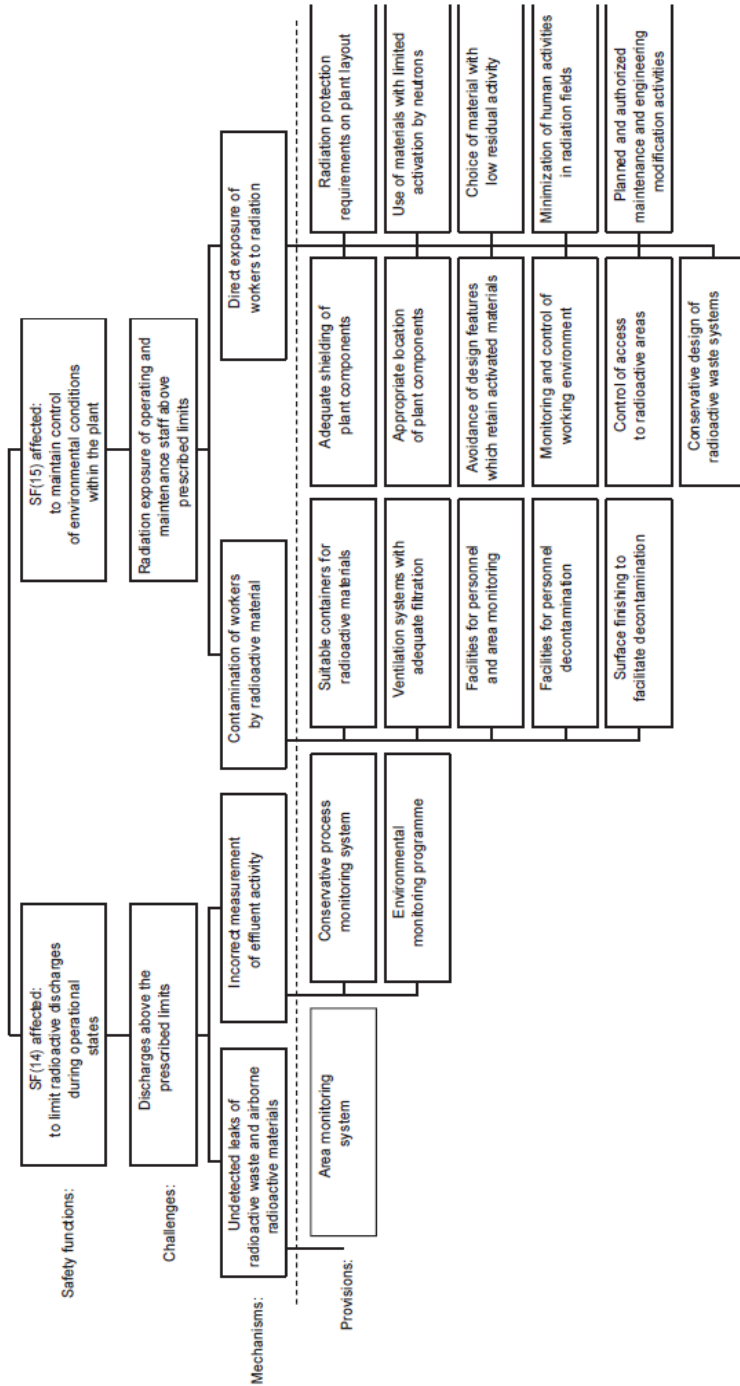 Safety functions:
SF(14) affected:
to limit radioactive discharges
during operational
states
SF(15) affected:
to maintain control
of environmental conditions
within the plant
Challenges:
Discharges above the
prescribed limits
Radiation exposure of operating and
maintenance staff above
prescribed limits
Mechanisms:
Undetected leaks of
radioactive waste and airborne
radioactive materials
Incorrect measurement
of effluent activity
Contamination of workers
by radioactive material
Direct exposure of
workers to radiation
Provisions:
Area monitoring
system
Conservative process
monitoring system
Environmental
monitoring programme
Suitable containers for
radioactive materials
Ventilation systems with
adequate filtration
Facilities for personnel
and area monitoring
Facilities for personnel
decontamination
Surface finishing to
facilitate decontamination
Adequate shielding of
plant components
Appropriate location
of plant components
Avoidance of design features
which retain activated materials
Monitoring and control of
working environment
Control of access
to radioactive areas
Conservative design of
radioactive waste systems
Radiation protection
requirements on plant layout
Use of materials with limited
activation by neutrons
Choice of material with
low residual activity
Minimization of human activities
in radiation fields
Planned and authorized
maintenance and engineering
modification activities